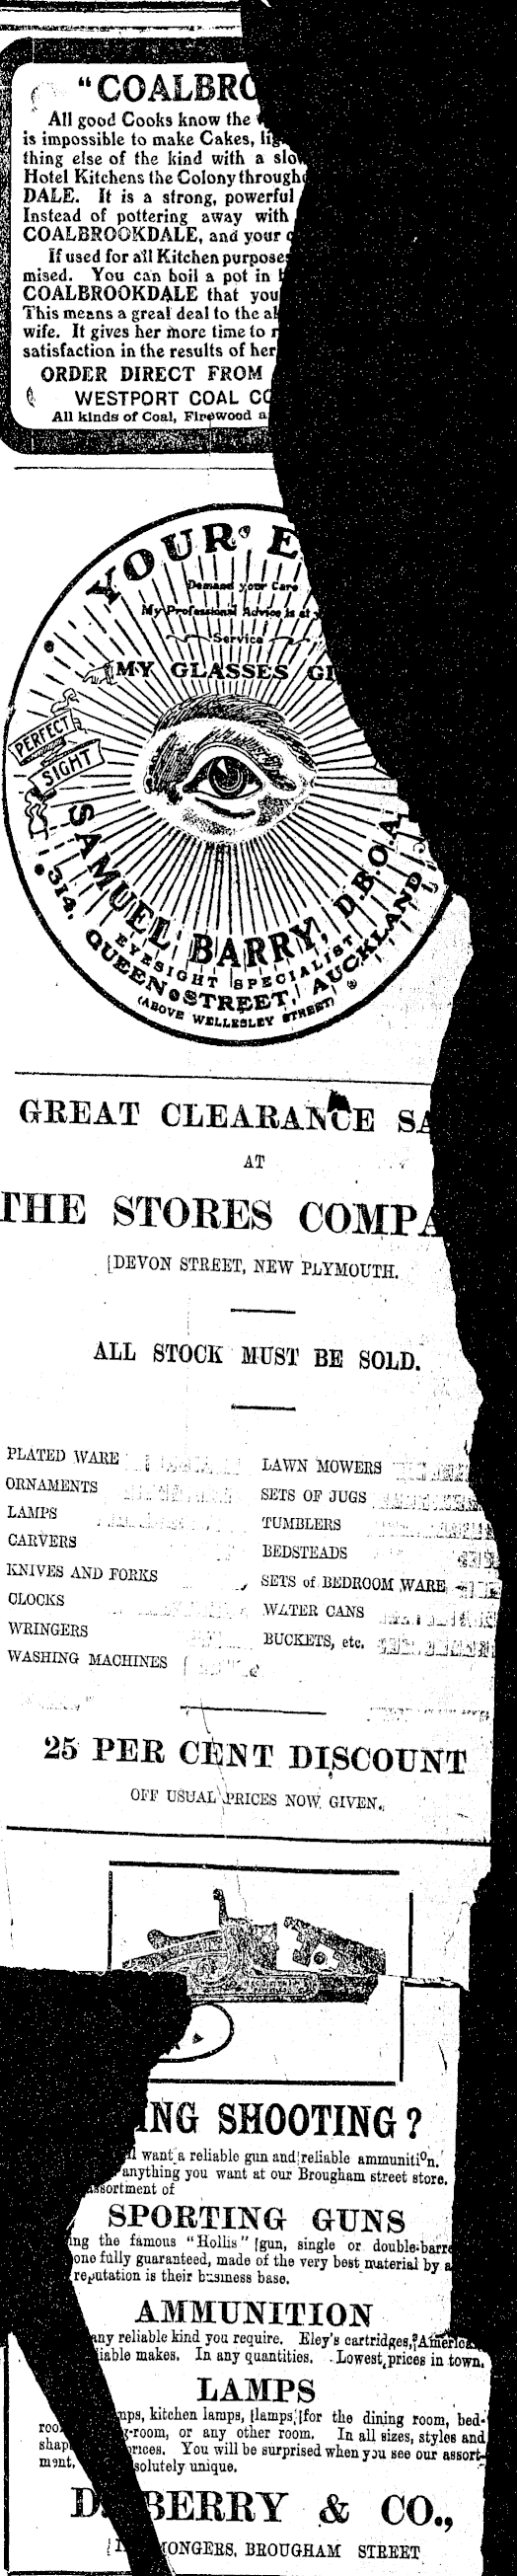 "COALBRO
All good Cooks know the
is impossible to make Cakes, lig
thing else of the kind with a slo
Hotel Kitchens the Colony through
DALE. It is a strong, powerful
Instead of pottering away with
COALBROOKDALE, and your
If used for all Kitchen purpose
mised. You can boil a pot in
COALBROOKDALE that you
This means a great deal to the
wife. It gives her more time to
satisfaction in the results of her
ORDER DIRECT FROM
WESTPORT COAL CO
All kinds of Coal, Firewood a
YOUR E
Demand your Care
My Professional Advice is at y
Service
MY GLASSES GI
PERFECT
SIGHT
SAMUEL BARRY, D.B.O.A.
EYESIGHT SPECIALIST
314, QUEEN STREET, AUCKLAND
(ABOVE WELLESLEY STREET)
GREAT CLEARANCE SA
AT
THE STORES COMPA
DEVON STREET, NEW PLYMOUTH.
ALL STOCK MUST BE SOLD.
PLATED WARE
ORNAMENTS
LAMPS
CARVERS
KNIVES AND FORKS
CLOCKS
WRINGERS
WASHING MACHINES
LAWN MOWERS
SETS OF JUGS
TUMBLERS
BEDSTEADS
SETS of BEDROOM WARE
WATER CANS
BUCKETS, etc.
25 PER CENT DISCOUNT
OFF USUAL PRICES NOW GIVEN.
ING SHOOTING?
want a reliable gun and reliable ammunition.
anything you want at our Brougham street store.
assortment of
SPORTING GUNS
ing the famous "Hollis" gun, single or double-barre
one fully guaranteed, made of the very best material by a
reputation is their business base.
AMMUNITION
any reliable kind you require. Eley's cartridges, America
iable makes. In any quantities. Lowest prices in town.
LAMPS
mps, kitchen lamps, lamps for the dining room, bed-
roo g-room, or any other room. In all sizes, styles and
shap prices. You will be surprised when you see our assort-
ment, solutely unique.
D BERRY & CO.,
MONGERS, BROUGHAM STREET